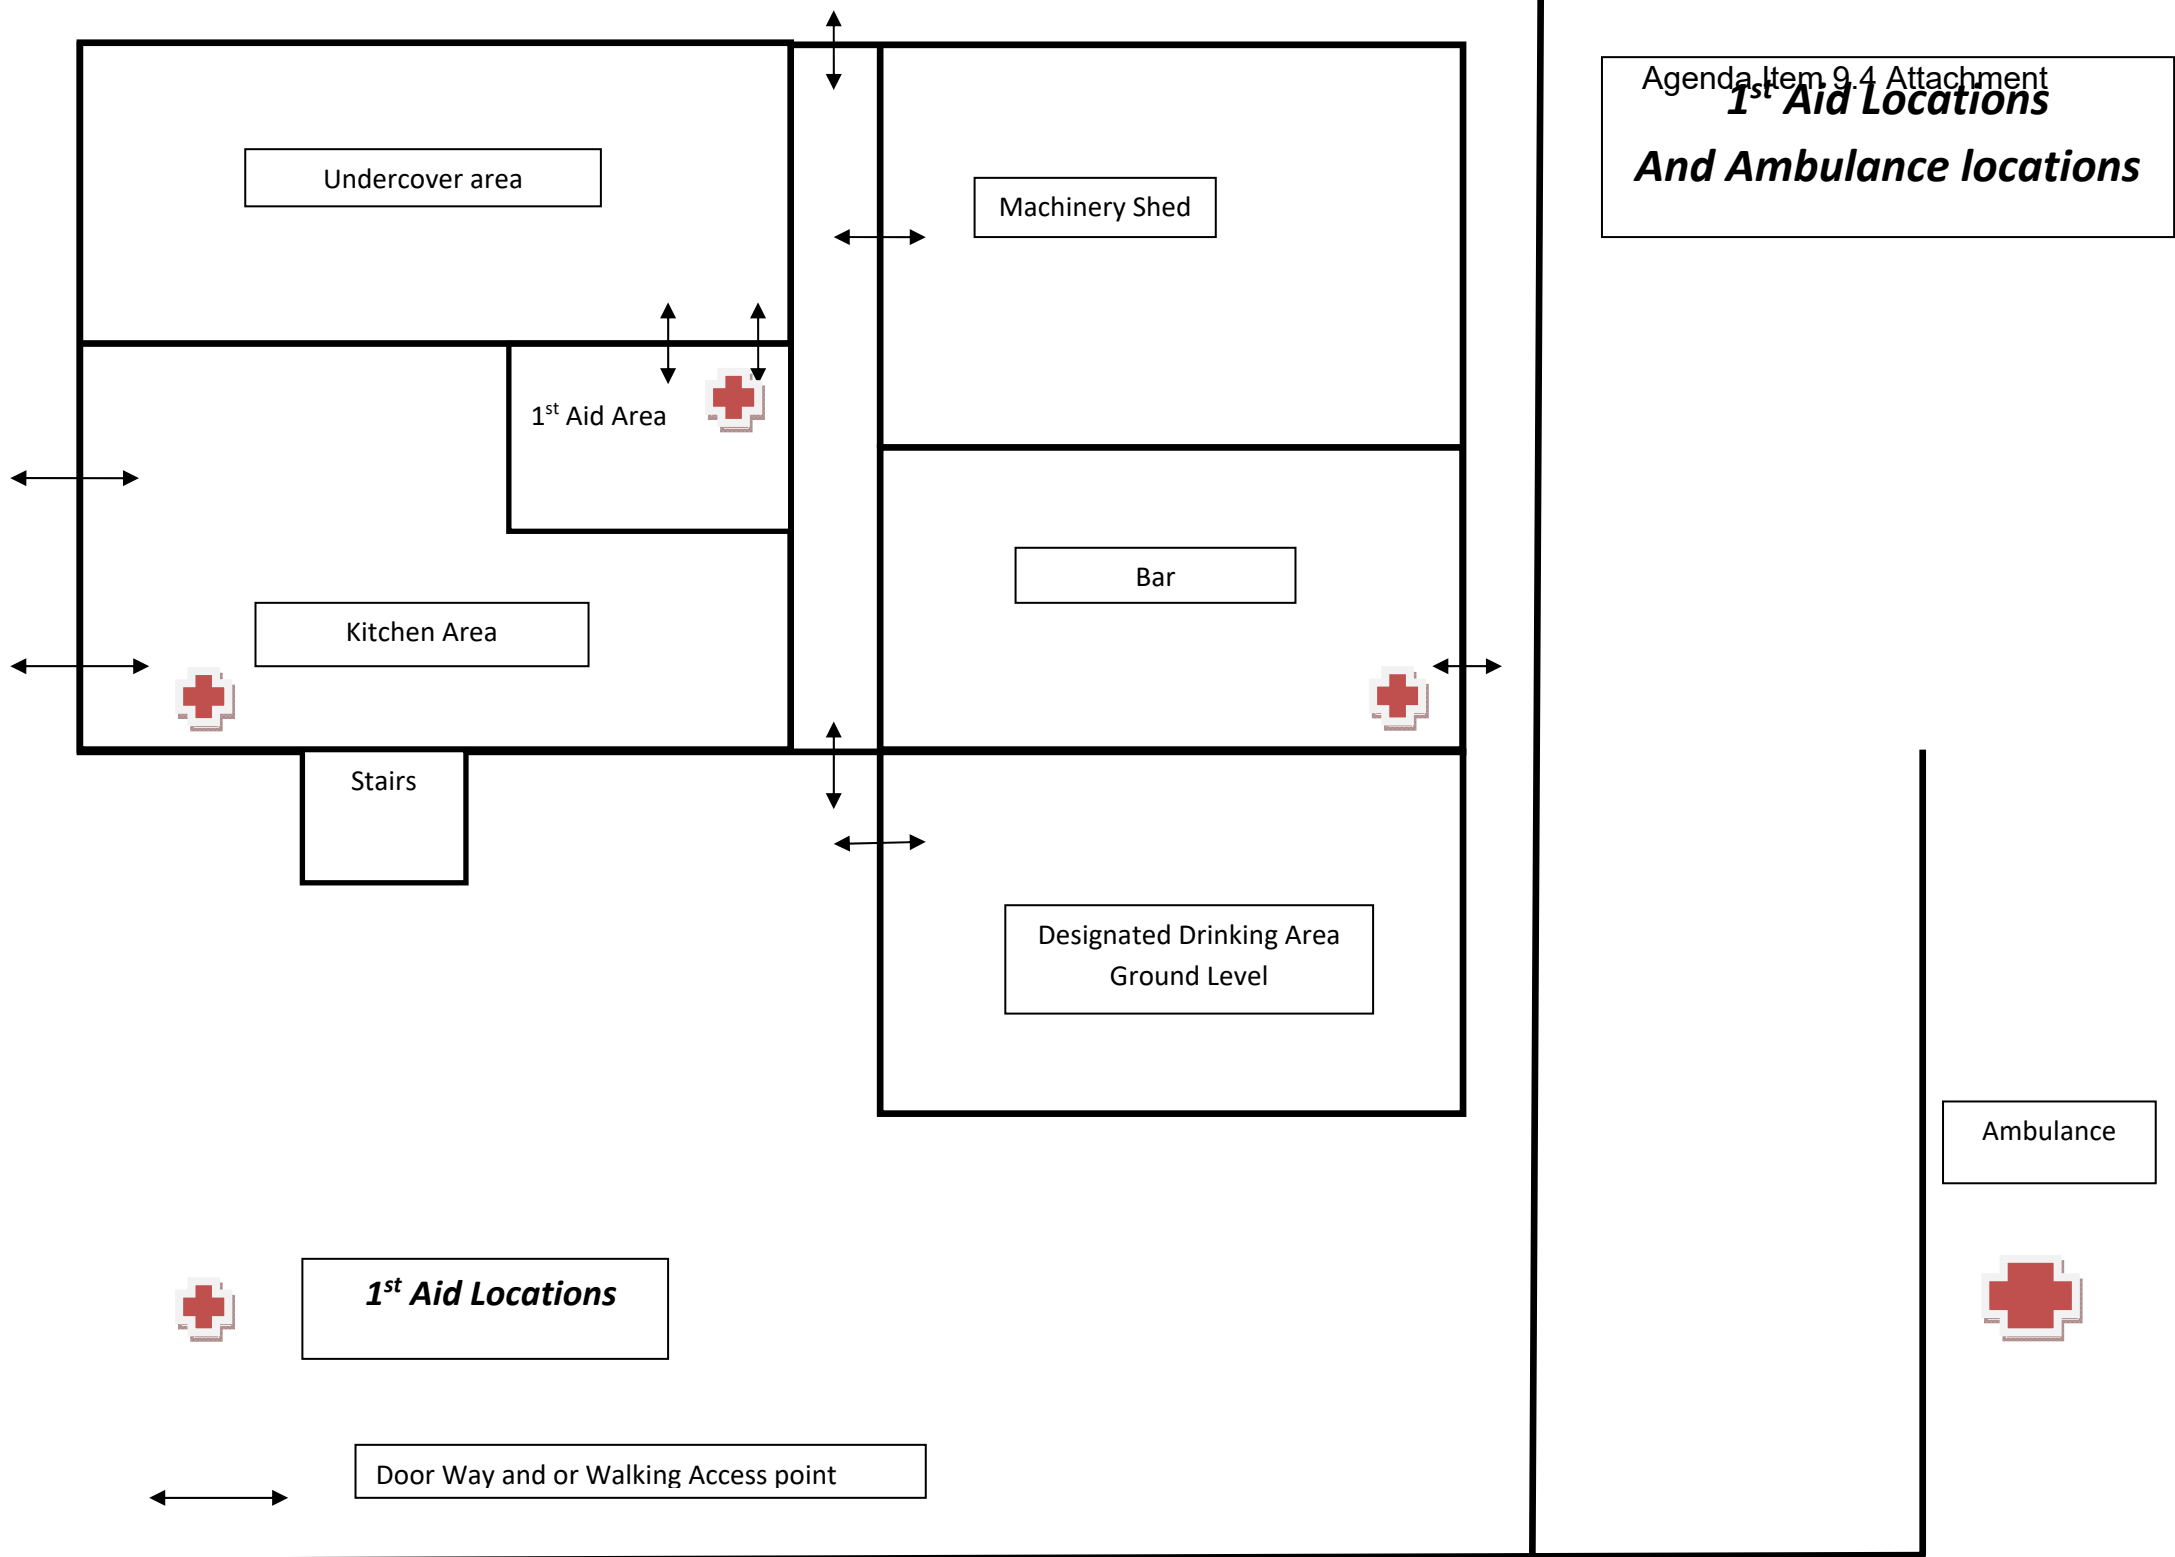 Agenda Item 9.4 Attachment
1st Aid Locations
And Ambulance locations
Undercover area
Machinery Shed
1st Aid Area
Bar
Kitchen Area
Stairs
Designated Drinking Area
Ground Level
Ambulance
1st Aid Locations
Door Way and or Walking Access point